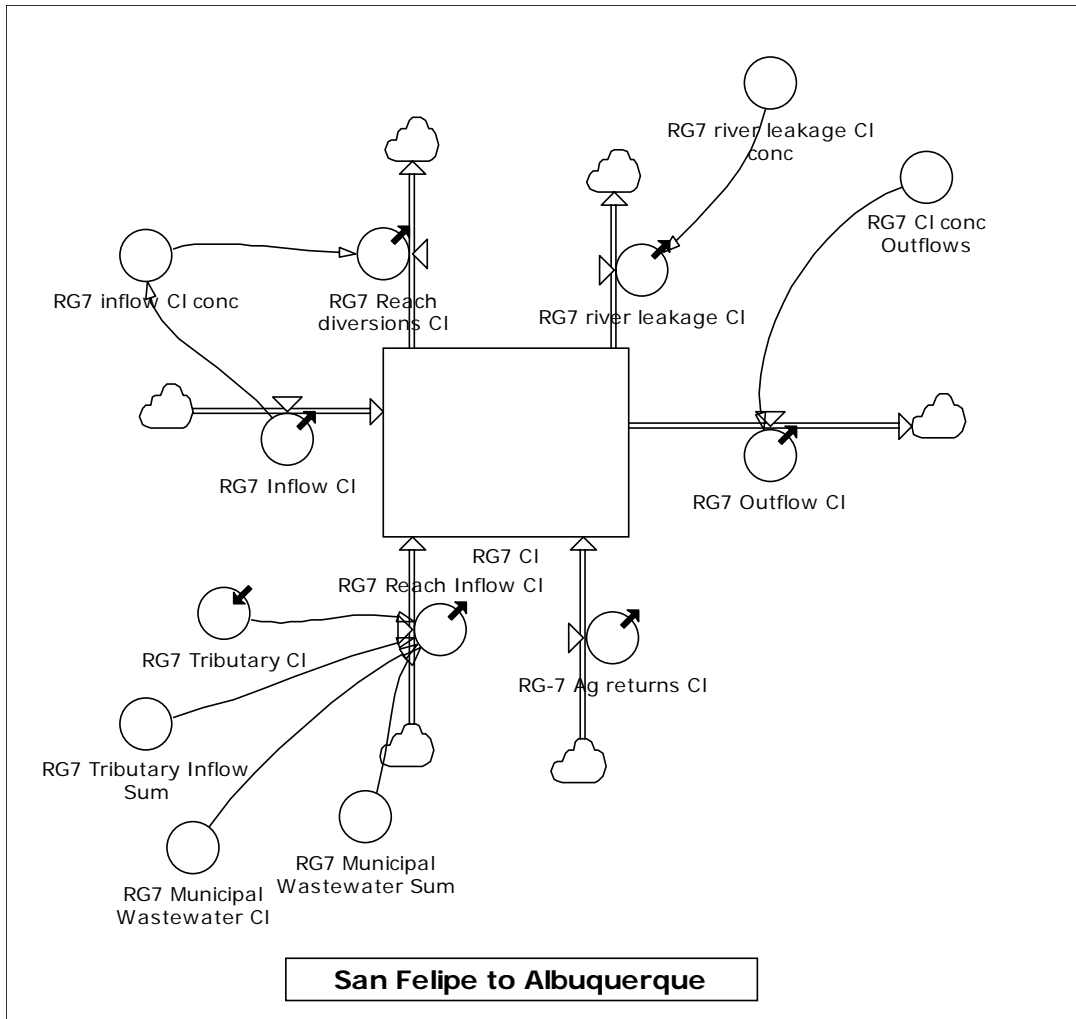 RG7 river leakage Cl
conc
RG7 Cl conc
Outflows
RG7 inflow Cl conc
RG7 Reach
diversions Cl
RG7 river leakage Cl
RG7 Inflow Cl
RG7 Outflow Cl
RG7 Cl
RG7 Reach Inflow Cl
RG7 Tributary Cl
RG-7 Ag returns Cl
RG7 Tributary Inflow
Sum
RG7 Municipal
Wastewater Sum
RG7 Municipal
Wastewater Cl
San Felipe to Albuquerque